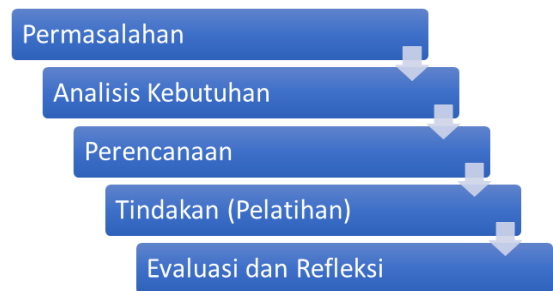 Permasalahan
Analisis Kebutuhan
Perencanaan
Tindakan (Pelatihan)
Evaluasi dan Refleksi